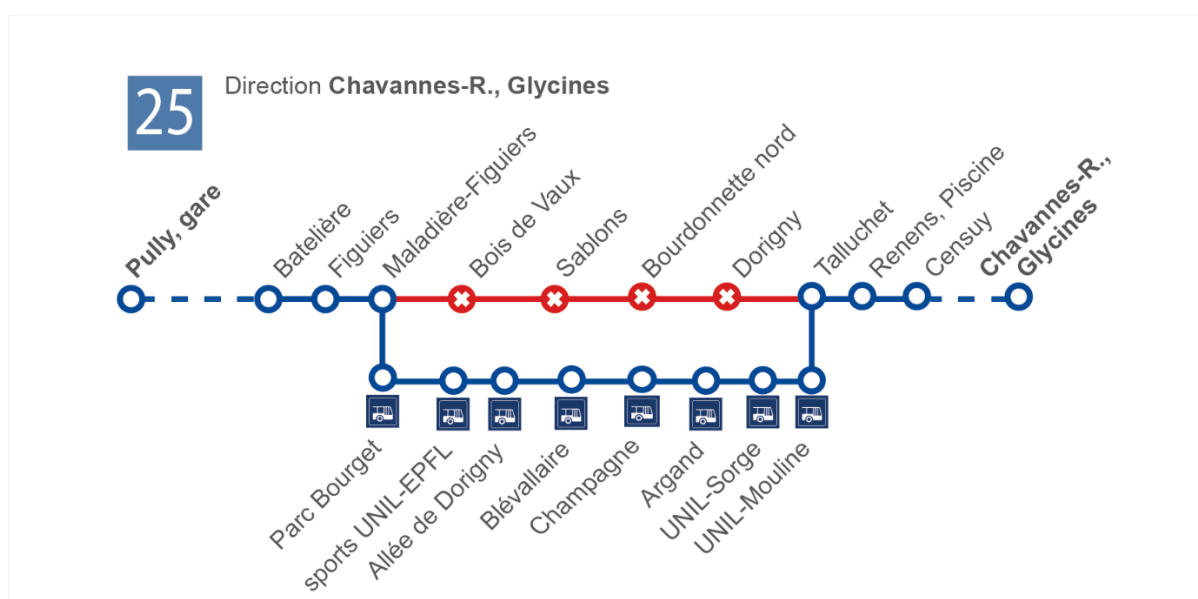 25
Direction Chavannes-R., Glycines
Pully, gare
Batelière
Figuiers
Maladière-Figuiers
Bois de Vaux
Sablons
Bourdonnette nord
Dorigny
Talluchet
Renens, Piscine
Censuy
Chavannes-R.,
Glycines
Parc Bourget
sports UNIL-EPFL
Allée de Dorigny
Blévallaire
Champagne
Argand
UNIL-Sorge
UNIL-Mouline